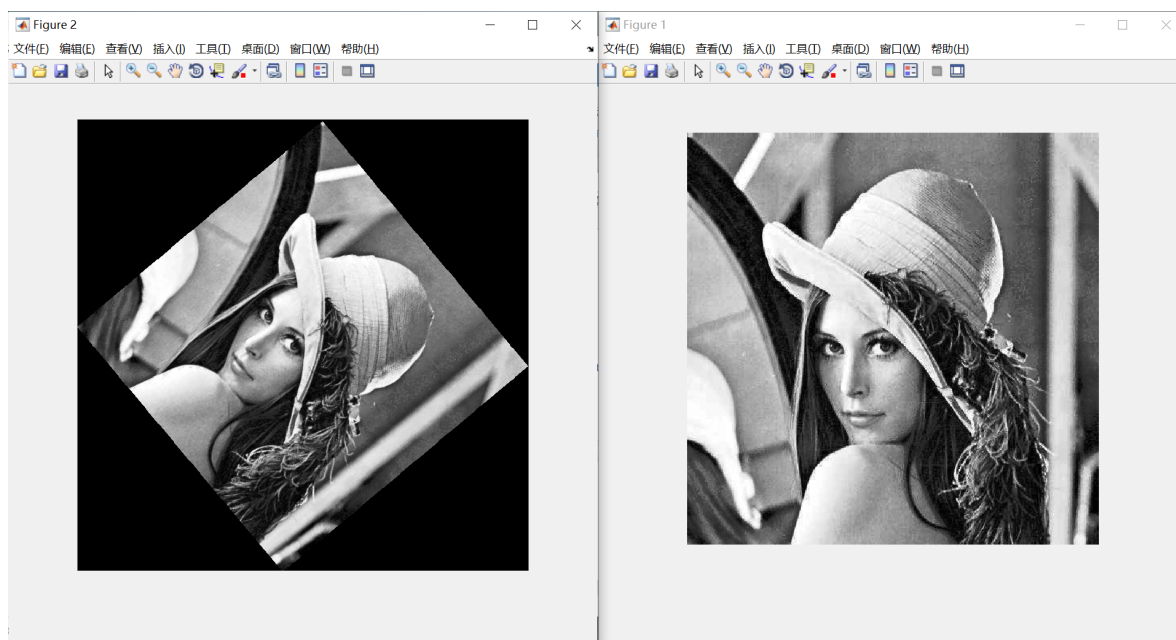 Figure 2
文件(F) 编辑(E) 查看(V) 插入(I) 工具(T) 桌面(D) 窗口(W) 帮助(H)
Figure 1
文件(F) 编辑(E) 查看(V) 插入(I) 工具(T) 桌面(D) 窗口(W) 帮助(H)